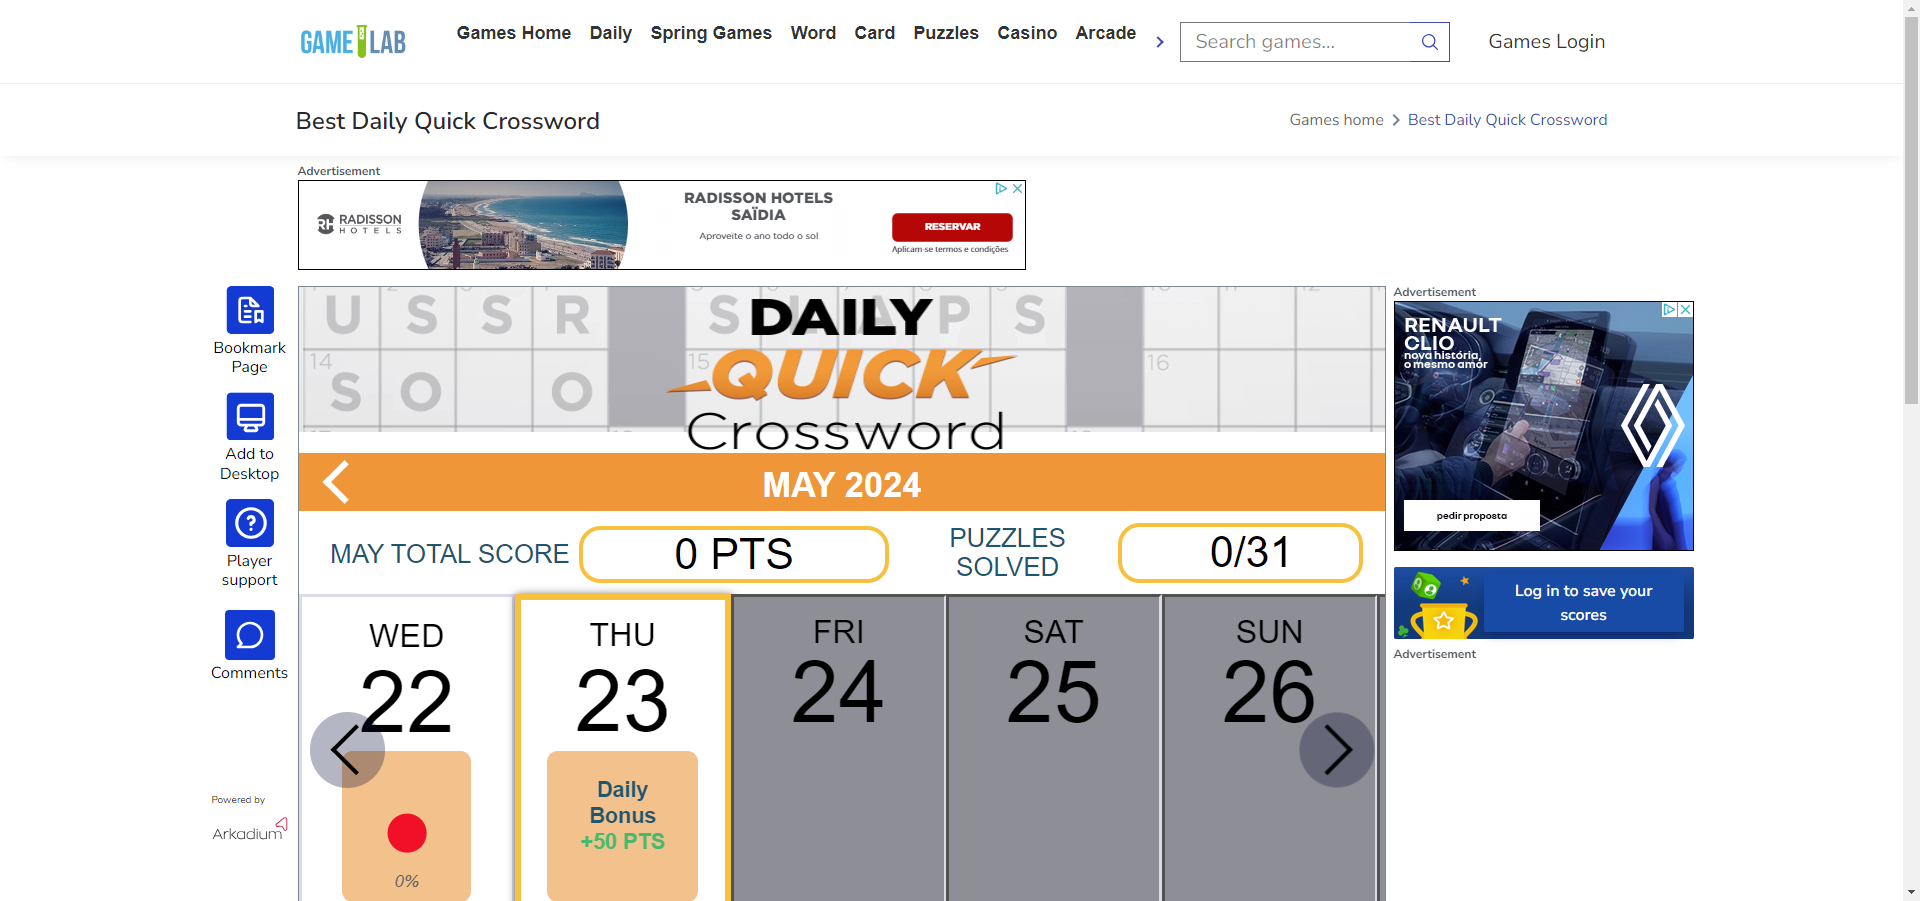 GAME LAB
Games Home Daily Spring Games Word Card Puzzles Casino Arcade
Search games...
Games Login
Best Daily Quick Crossword
Games home > Best Daily Quick Crossword
Advertisement
RADISSON
HOTELS
RADISSON HOTELS
SAÏDIA
Aproveite o ano todo o sol
RESERVAR
Aplicam-se termos e condições
Bookmark
Page
Add to
Desktop
Player
support
Comments
Powered by
Arkadium
U S S R
14
S O O
15
16
DAILY
QUICK
Crossword
MAY 2024
MAY TOTAL SCORE
0 PTS
PUZZLES
SOLVED
0/31
WED
22
0%
THU
23
Daily
Bonus
+50 PTS
FRI
24
SAT
25
SUN
26
Advertisement
RENAULT
CLIO
nova história,
o mesmo amor
pedir proposta
Log in to save your
scores
Advertisement